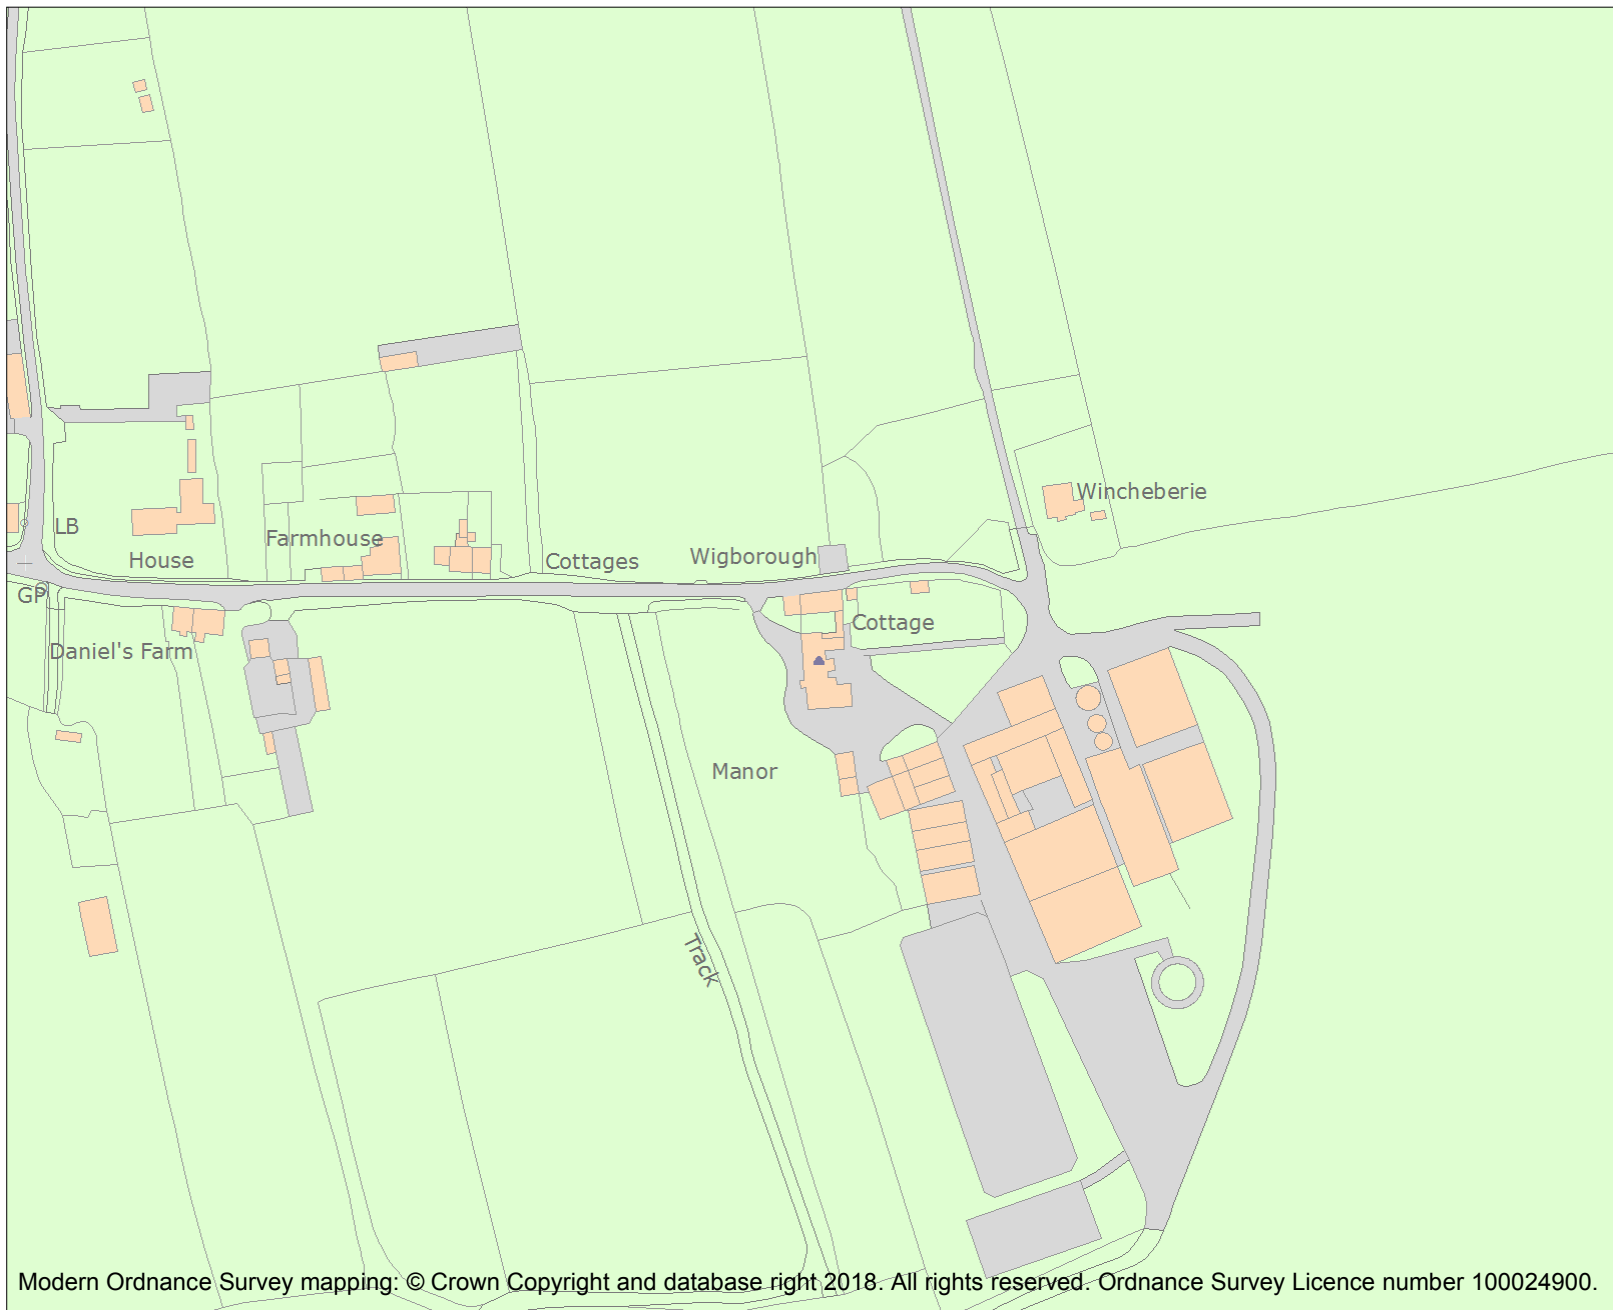 Wincheberie
LB
Farmhouse
Wigborough
House
Cottages
GP
Cottage
Daniel's Farm
Manor
Track
Modern Ordnance Survey mapping: © Crown Copyright and database right 2018. All rights reserved. Ordnance Survey Licence number 100024900.